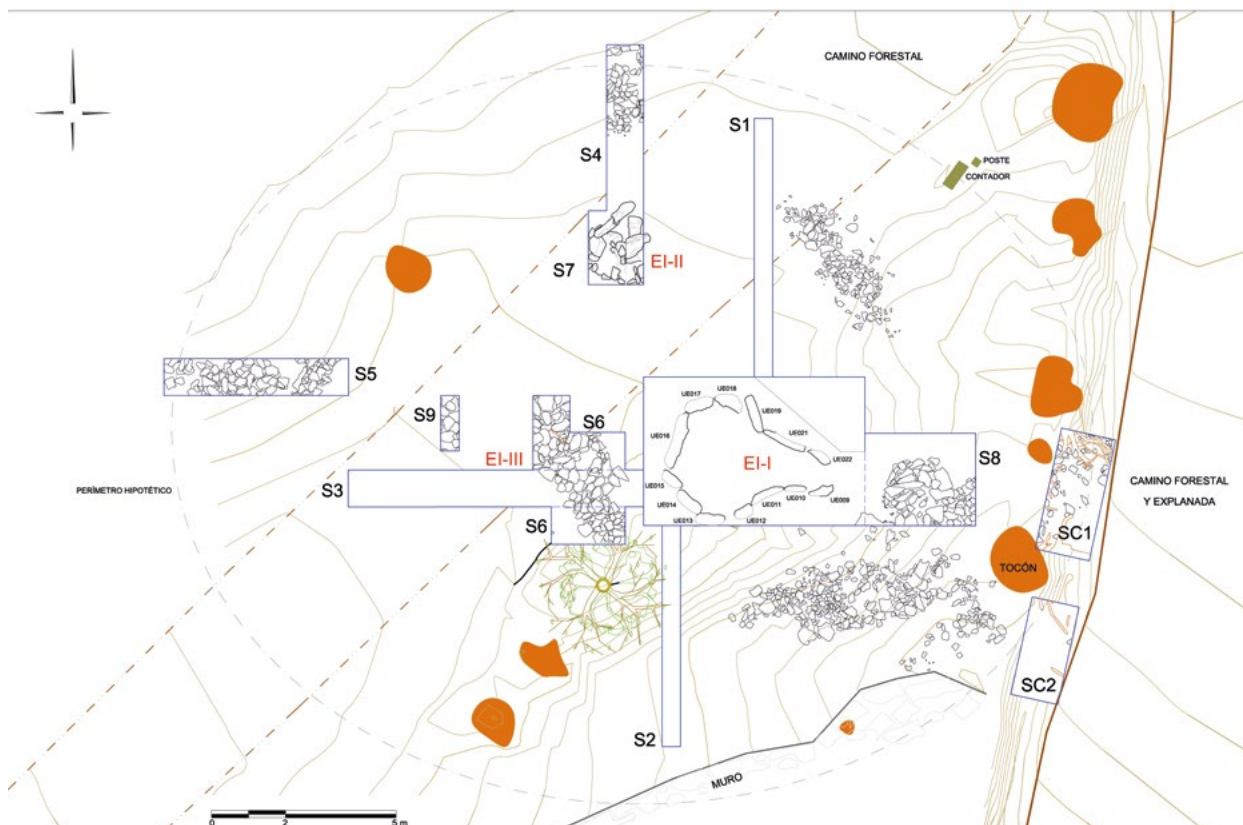 CAMINO FORESTAL
S1
S4
POSTE
CONTADOR
S7
EI-II
S5
S9
S6
UE017
UE018
UE019
UE016
UE021
UE022
EI-III
EI-I
S8
S3
PERÍMETRO HIPOTÉTICO
UE015
UE014
UE013
UE012
UE011
UE010
UE009
S6
CAMINO FORESTAL
Y EXPLANADA
SC1
TOCÓN
SC2
S2
MURO
0 2 5 m